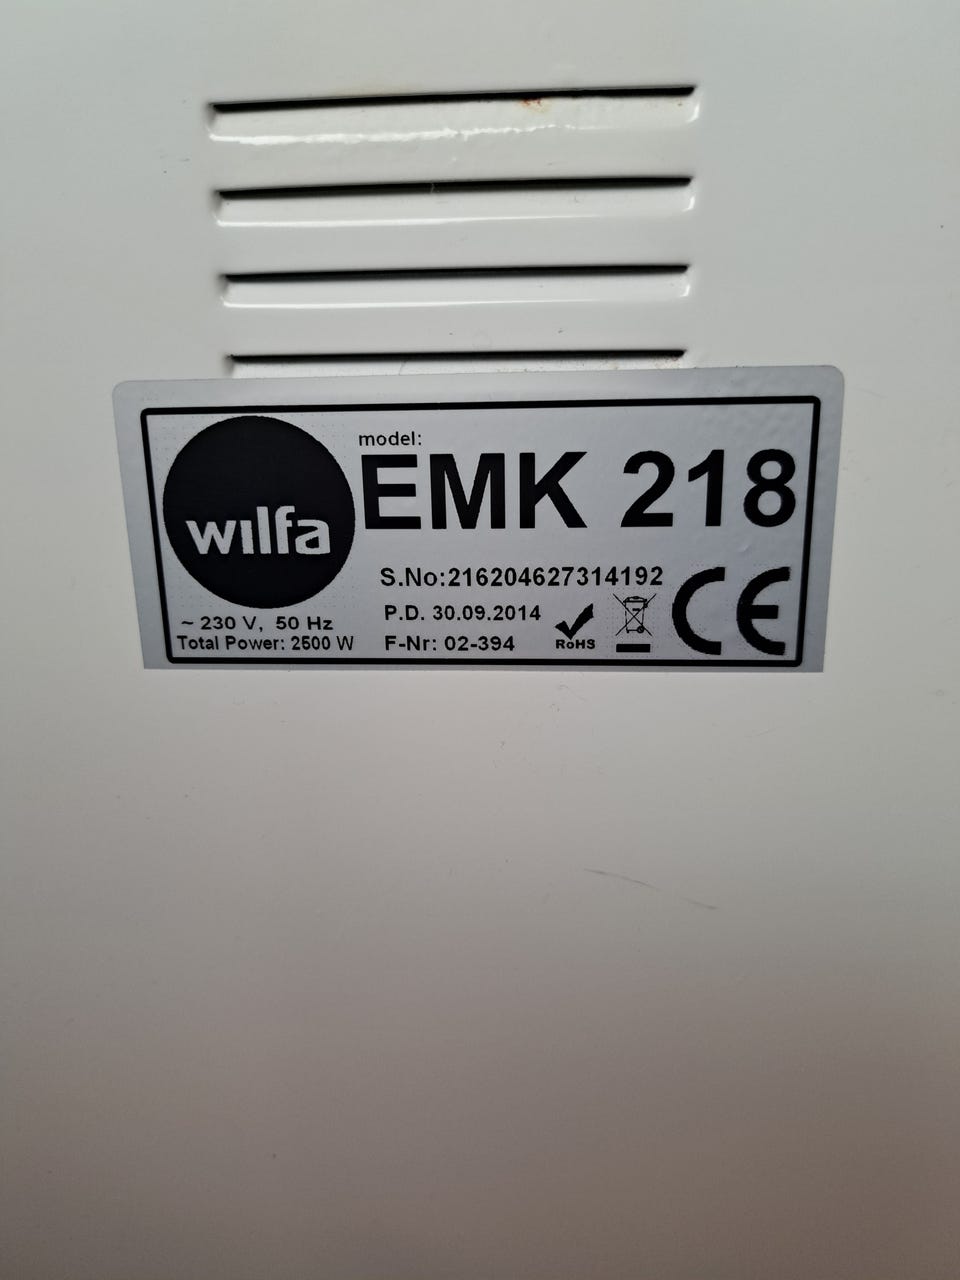 wilfa
model:
EMK 218
S.No:216204627314192
P.D. 30.09.2014
F-Nr: 02-394
~ 230 V, 50 Hz
Total Power: 2500 W
RoHS
CE